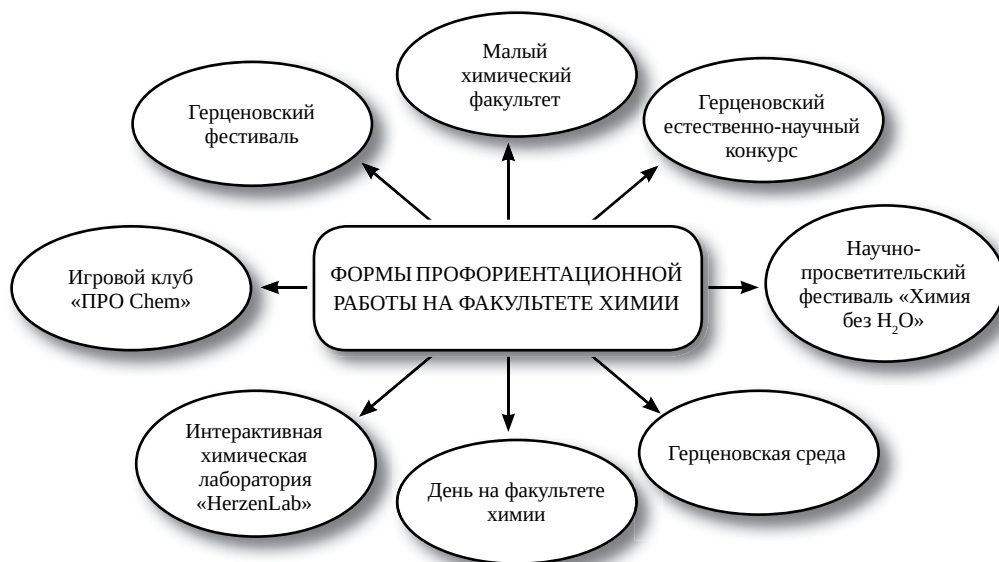 Малый
химический
факультет
Герценовский
фестиваль
Герценовский
естественно-научный
конкурс
Игровой клуб
«ПРО Chem»
ФОРМЫ ПРОФОРИЕНТАЦИОННОЙ
РАБОТЫ НА ФАКУЛЬТЕТЕ ХИМИИ
Научно-
просветительский
фестиваль «Химия
без H₂O»
Интерактивная
химическая
лаборатория
«HerzenLab»
День на факультете
химии
Герценовская среда